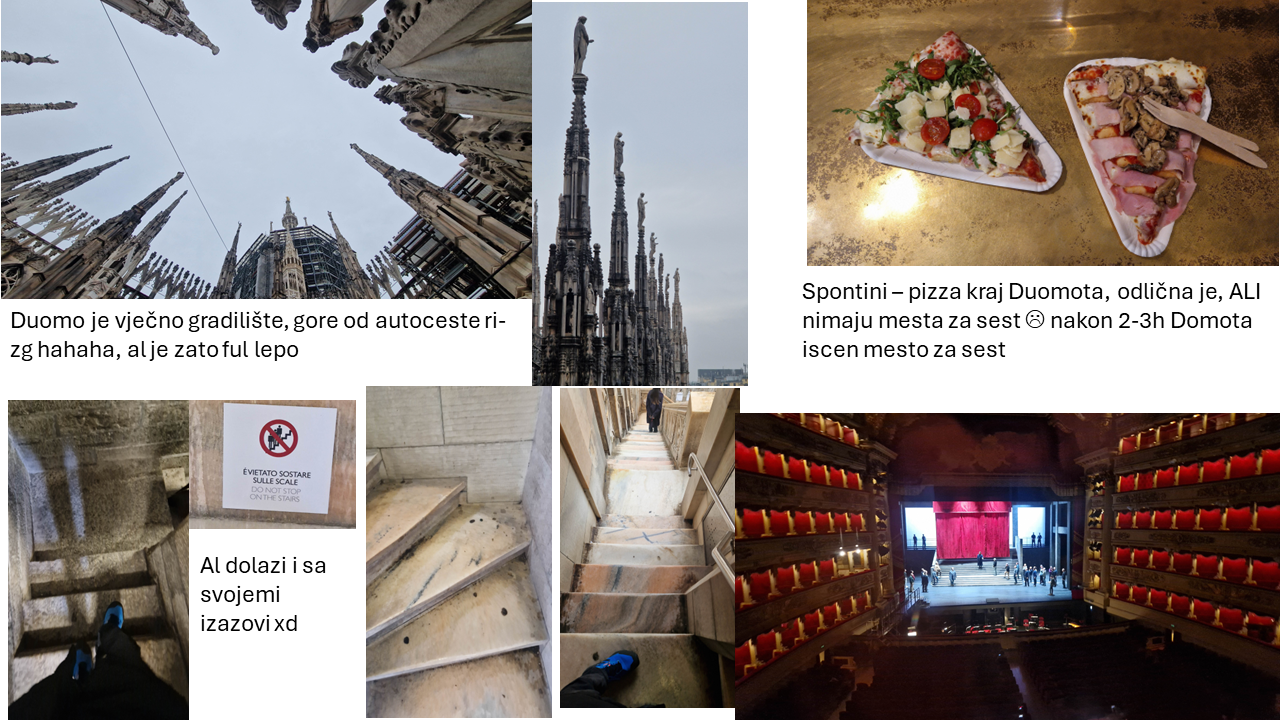 Duomo je vječno gradilište, gore od autoceste ri-
zg hahaha, al je zato ful lepo
Spontini – pizza kraj Duomota, odlična je, ALI
nimaju mesta za sest ☹ nakon 2-3h Domota
iscen mesto za sest
É VIETATO SOSTARE
SULLE SCALE
DO NOT STOP
ON THE STAIRS
Al dolazi i sa
svojemi
izazovi xd